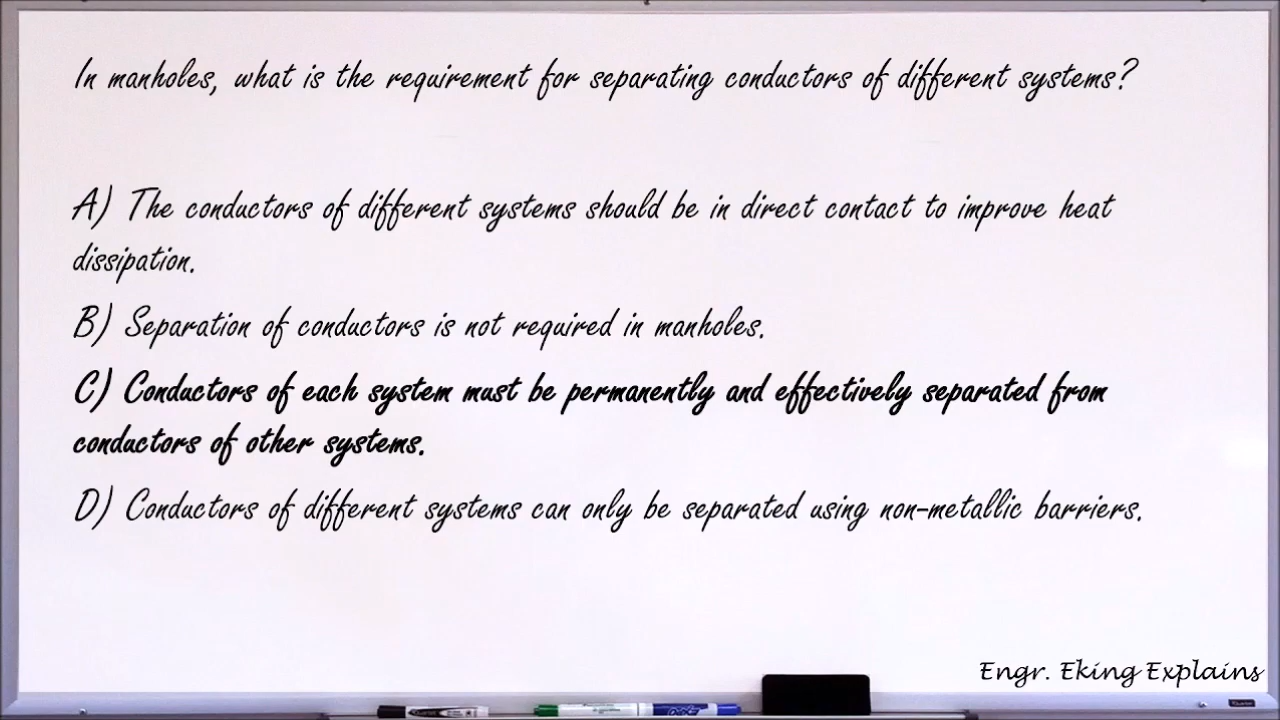 In manholes, what is the requirement for separating conductors of different systems?
A) The conductors of different systems should be in direct contact to improve heat
dissipation.
B) Separation of conductors is not required in manholes.
C) Conductors of each system must be permanently and effectively separated from
conductors of other systems.
D) Conductors of different systems can only be separated using non-metallic barriers.
Engr. Eking Explains